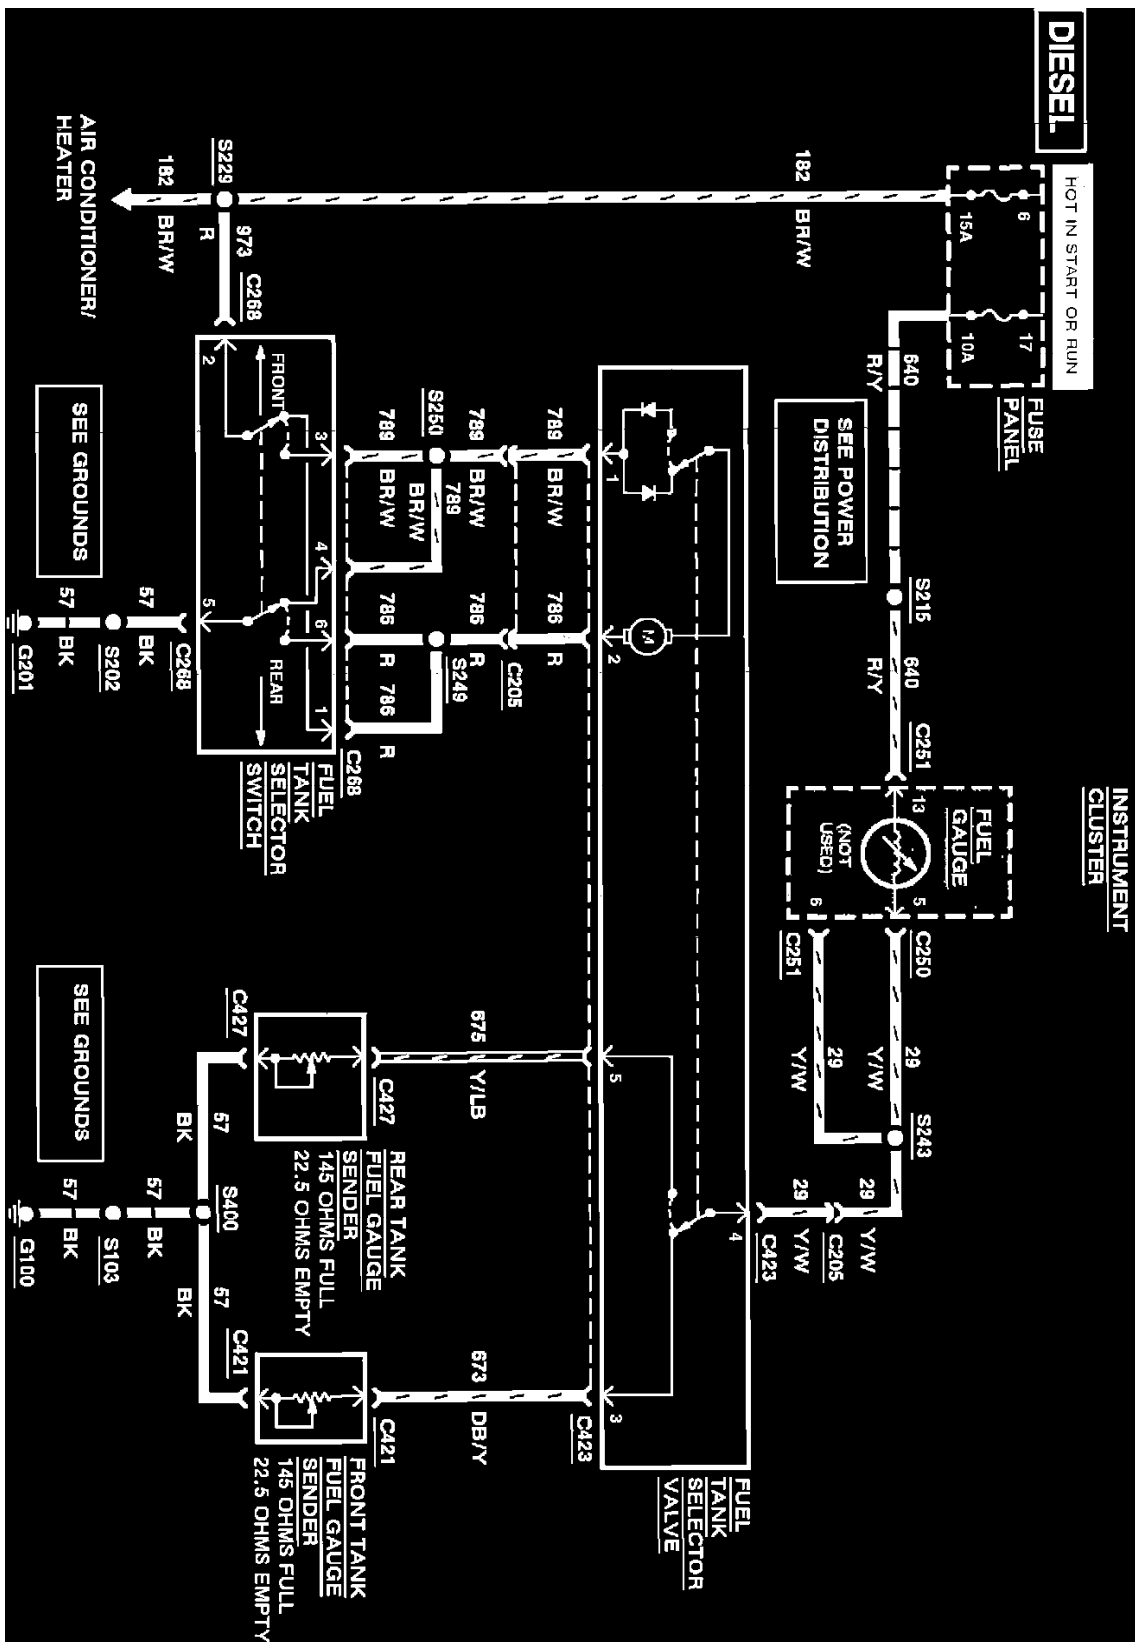 DIESEL
HOT IN START OR RUN
6
17
FUSE
PANEL
15A
10A
182
BR/W
640
R/Y
SEE POWER
DISTRIBUTION
S215
640
R/Y
C251
INSTRUMENT
CLUSTER
13
FUEL
GAUGE
5
(NOT
USED)
6
C250
C251
29
Y/W
29
Y/W
S243
29
Y/W
C205
29
Y/W
C423
4
FUEL
TANK
SELECTOR
VALVE
1
M
2
5
3
C423
789
BR/W
786
R
C205
789
BR/W
786
R
S250
789
BR/W
S249
789
BR/W
786
R
786
R
C268
3
4
6
1
FRONT
REAR
2
5
FUEL
TANK
SELECTOR
SWITCH
C268
973
R
S229
182
BR/W
AIR CONDITIONER/
HEATER
C268
57
BK
S202
57
BK
G201
SEE GROUNDS
675
Y/LB
673
DB/Y
C427
C421
REAR TANK
FUEL GAUGE
SENDER
145 OHMS FULL
22.5 OHMS EMPTY
FRONT TANK
FUEL GAUGE
SENDER
145 OHMS FULL
22.5 OHMS EMPTY
C427
C421
57
BK
S400
57
BK
57
BK
S103
57
BK
G100
SEE GROUNDS